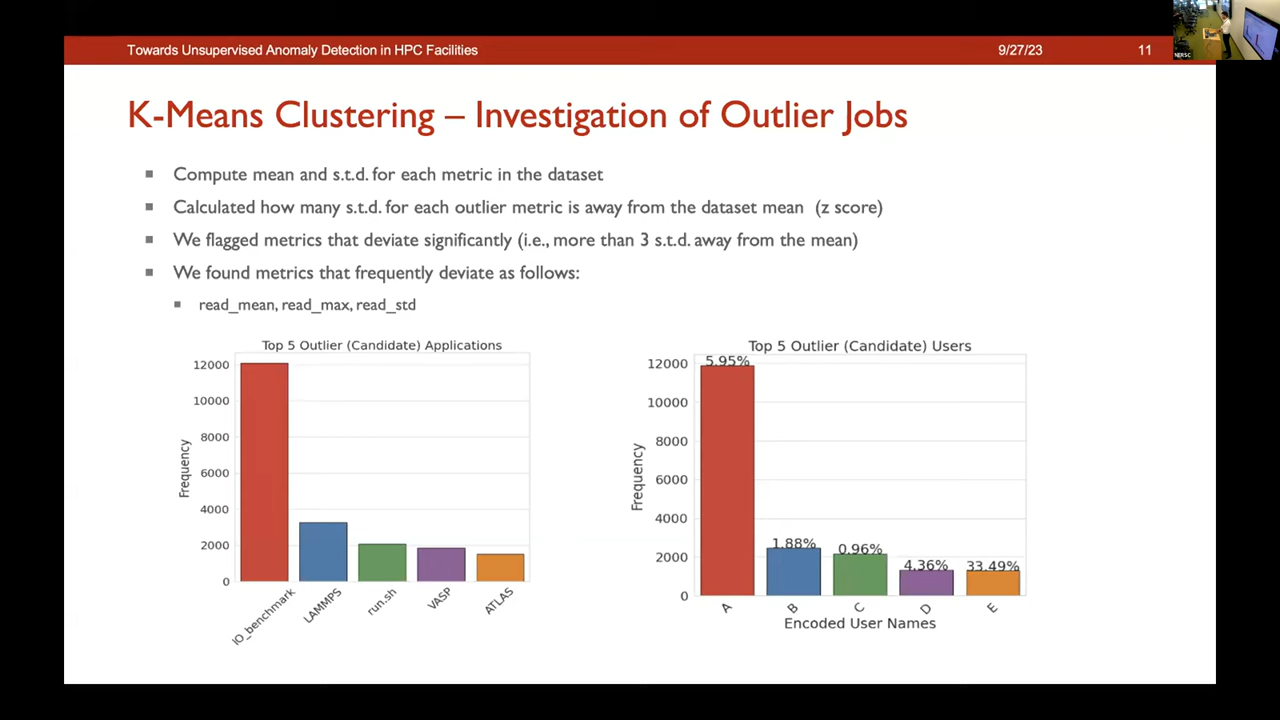 Towards Unsupervised Anomaly Detection in HPC Facilities
9/27/23
11
NERSC
K-Means Clustering – Investigation of Outlier Jobs
Compute mean and s.t.d. for each metric in the dataset
Calculated how many s.t.d. for each outlier metric is away from the dataset mean (z score)
We flagged metrics that deviate significantly (i.e., more than 3 s.t.d. away from the mean)
We found metrics that frequently deviate as follows:
read_mean, read_max, read_std
Top 5 Outlier (Candidate) Applications
12000
10000
8000
6000
4000
2000
0
Frequency
IO_benchmark
LAMMPS
run.sh
VASP
ATLAS
Top 5 Outlier (Candidate) Users
12000
10000
8000
6000
4000
2000
0
Frequency
5.95%
1.88%
0.96%
4.36%
33.49%
A
B
C
D
E
Encoded User Names